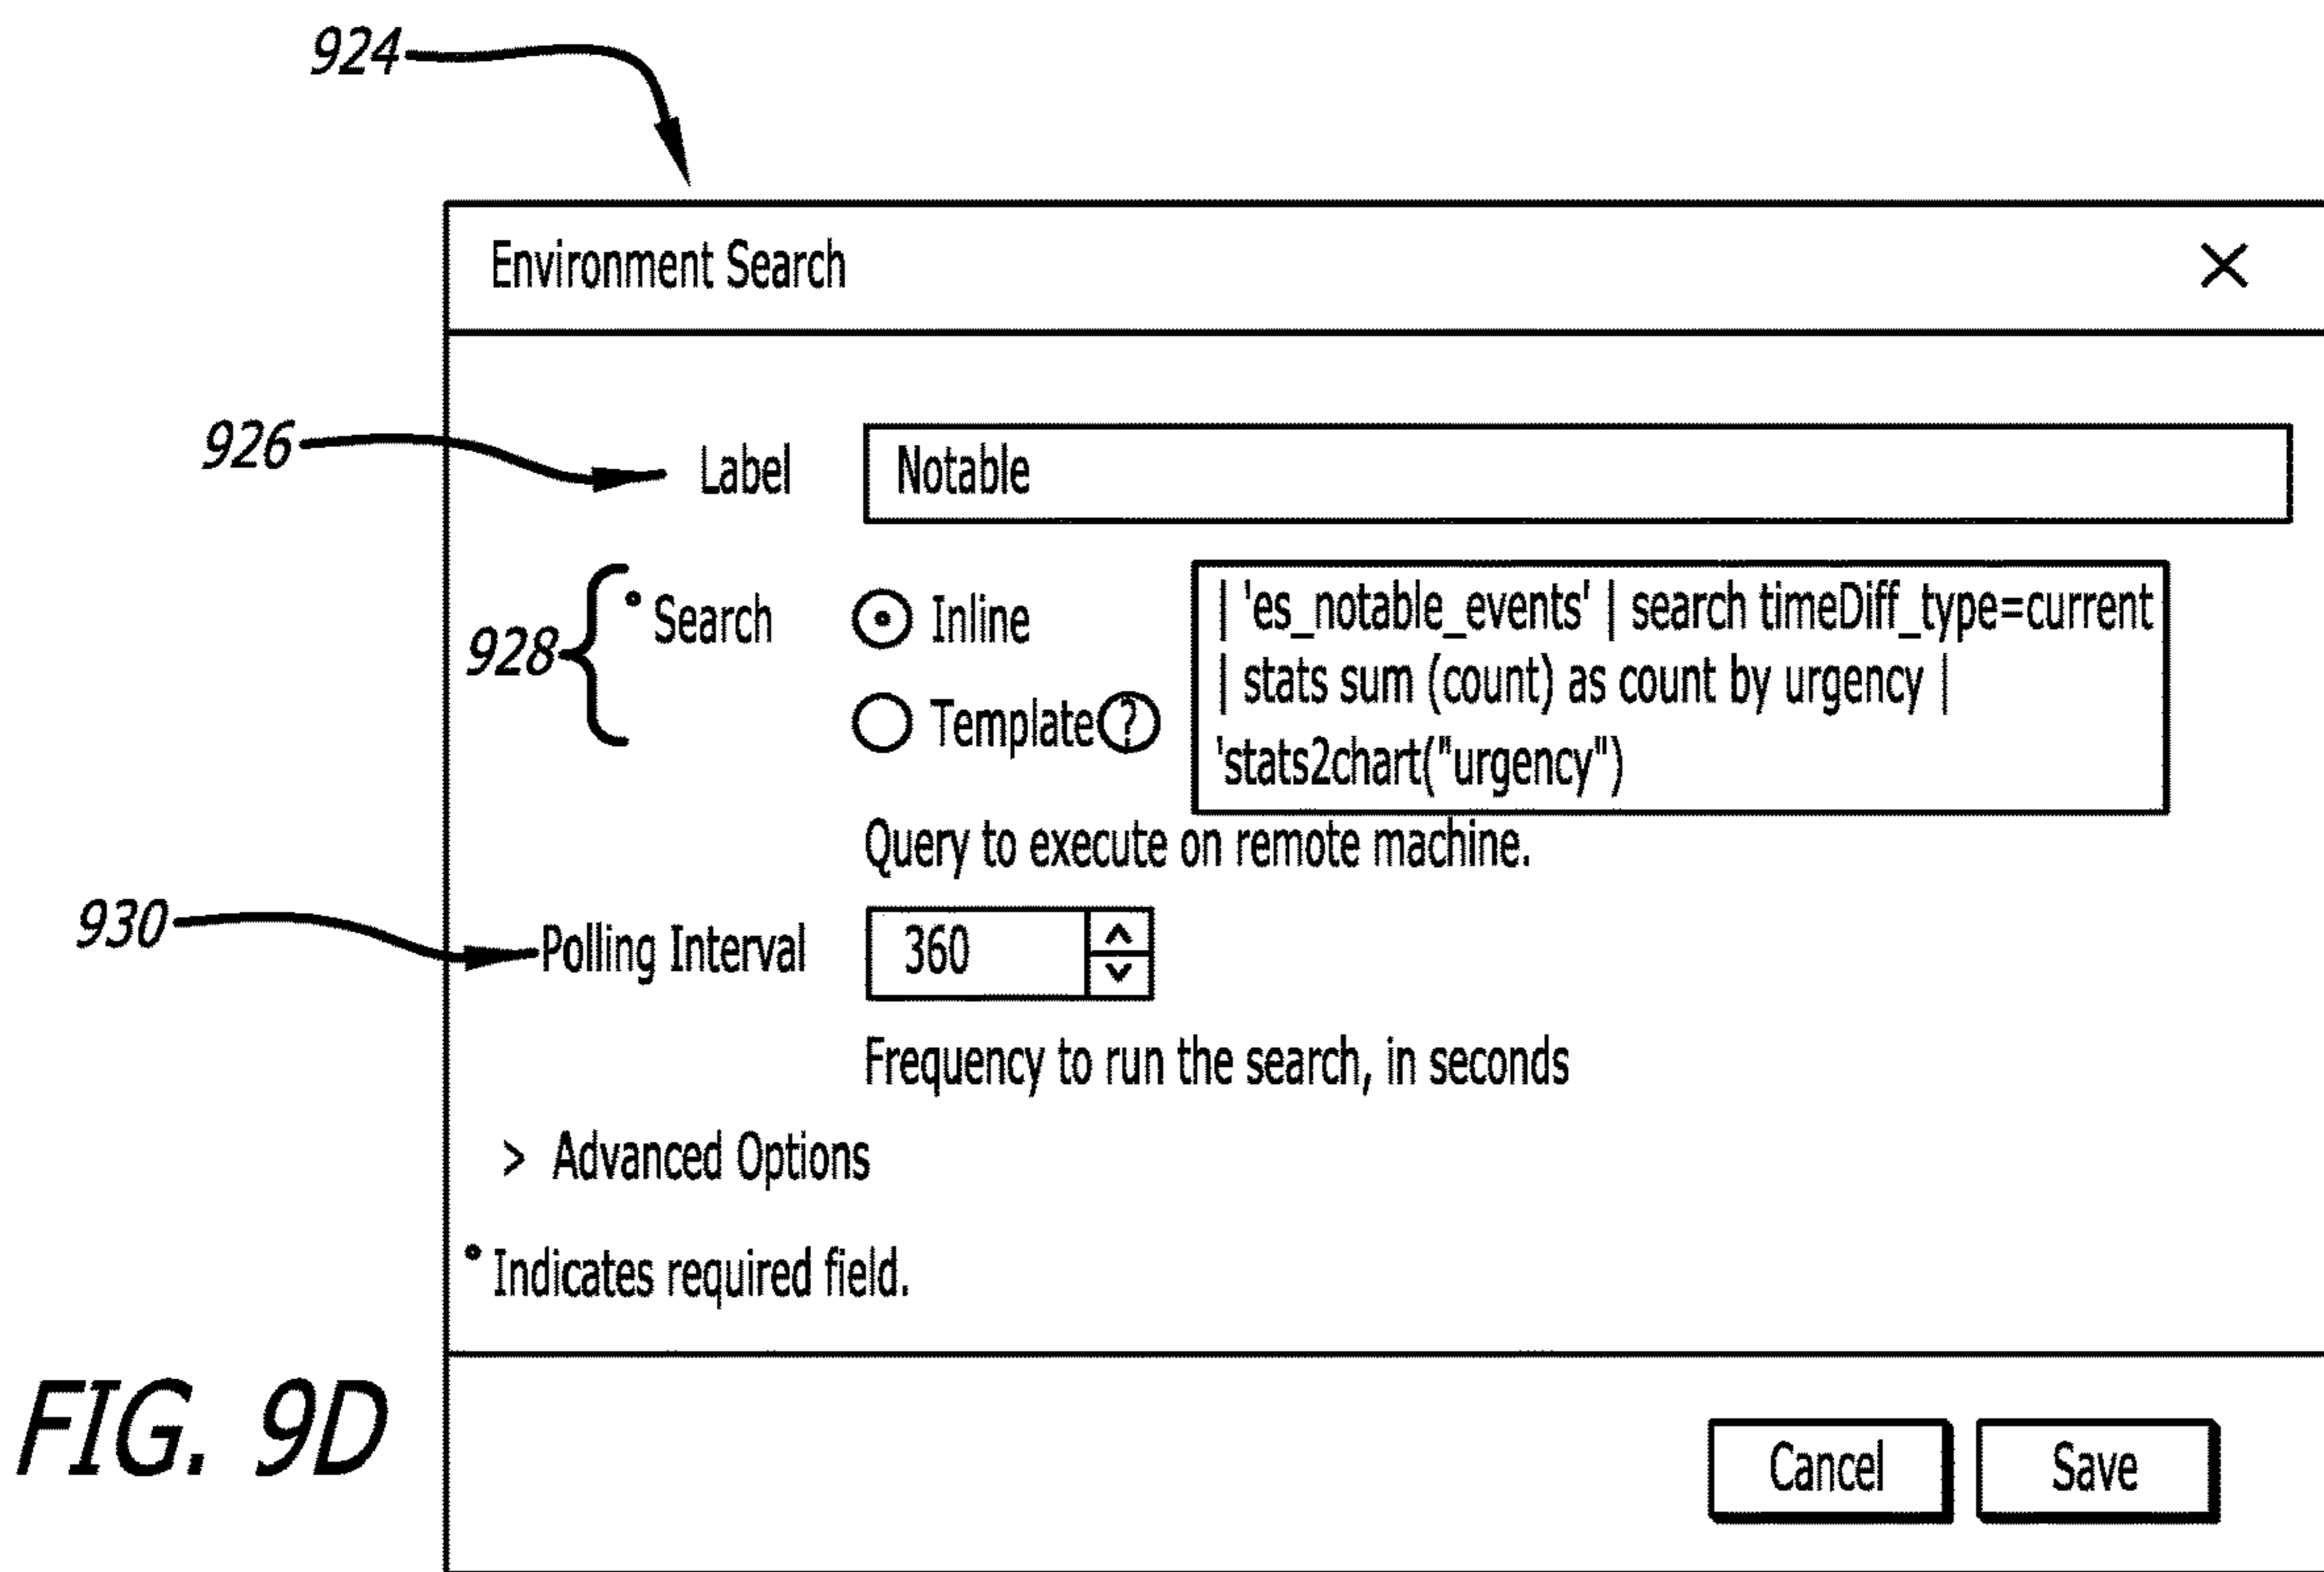 924
Environment Search
926
Label Notable
928
Search Inline
Template ?
| 'es_notable_events' | search timeDiff_type=current
| stats sum (count) as count by urgency |
'stats2chart("urgency")
Query to execute on remote machine.
930
Polling Interval 360
Frequency to run the search, in seconds
> Advanced Options
Indicates required field.
FIG. 9D
Cancel Save